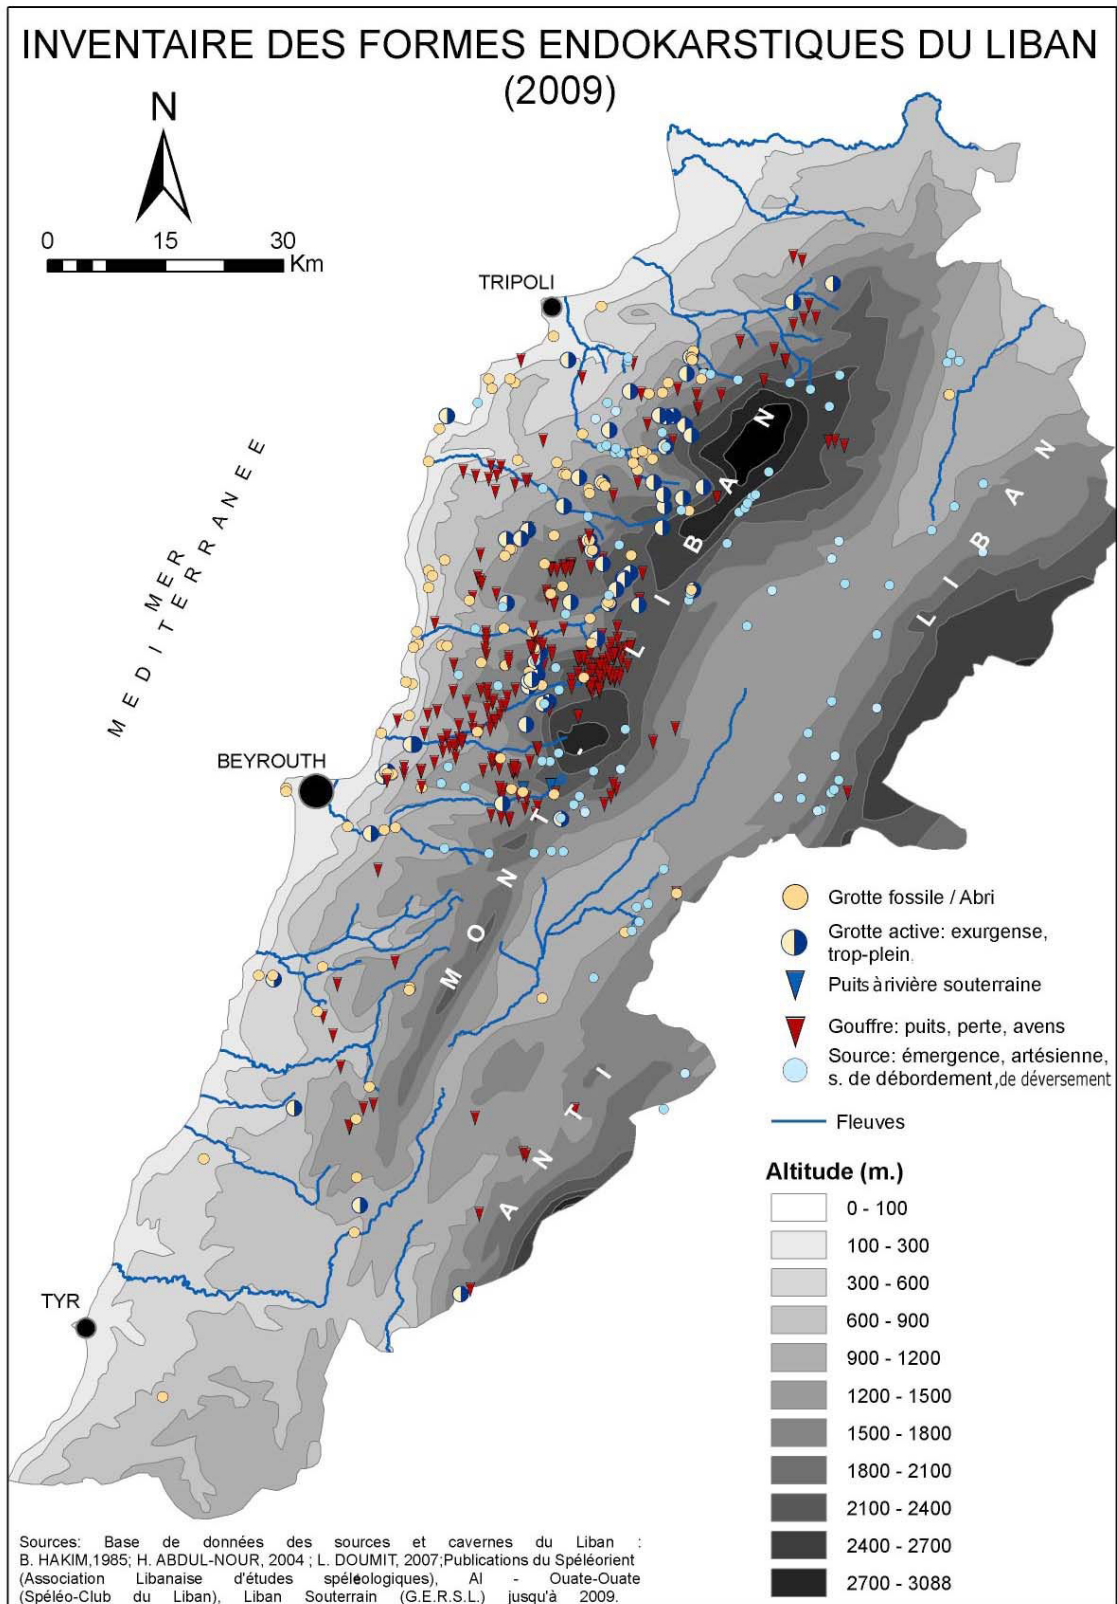 INVENTAIRE DES FORMES ENDOKARSTIQUES DU LIBAN
(2009)
N
0 15 30
Km
TRIPOLI
MER
MEDITERRANEE
BEYROUTH
TYR
MONT - LIBAN
ANTI LIBAN
Grotte fossile / Abri
Grotte active: exurgense,
trop-plein
Puits à rivière souterraine
Gouffre: puits, perte, avens
Source: émergence, artésienne,
s. de débordement, de déversement
Fleuves
Altitude (m.)
0 - 100
100 - 300
300 - 600
600 - 900
900 - 1200
1200 - 1500
1500 - 1800
1800 - 2100
2100 - 2400
2400 - 2700
2700 - 3088
Sources: Base de données des sources et cavernes du Liban :
B. HAKIM,1985; H. ABDUL-NOUR, 2004 ; L. DOUMIT, 2007;Publications du Spéléorient
(Association Libanaise d'études spéléologiques), Al - Ouate-Ouate
(Spéléo-Club du Liban), Liban Souterrain (G.E.R.S.L.) jusqu'à 2009.